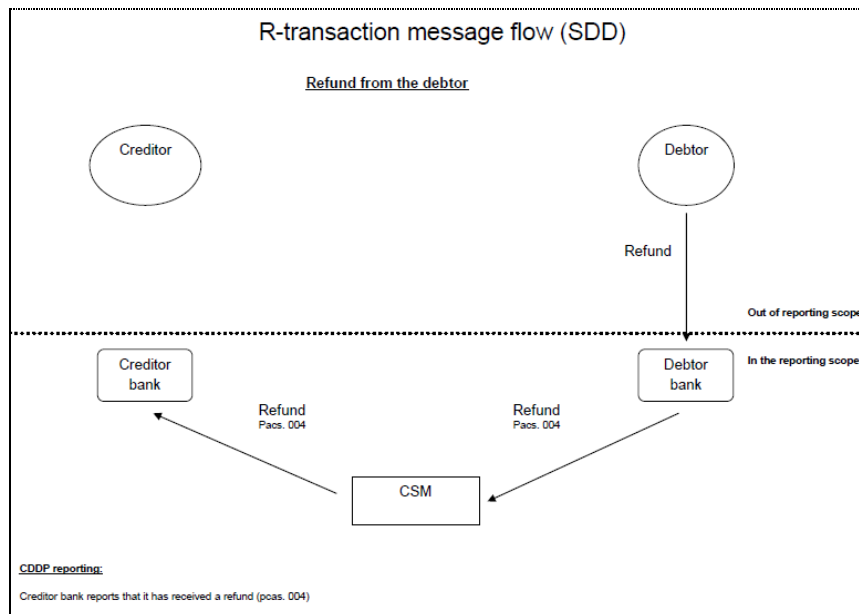 R-transaction message flow (SDD)
Refund from the debtor
Creditor
Debtor
Refund
Out of reporting scope
In the reporting scope
Creditor
bank
Debtor
bank
Refund
Pacs. 004
Refund
Pacs. 004
CSM
CDDP reporting:
Creditor bank reports that it has received a refund (pcas. 004)